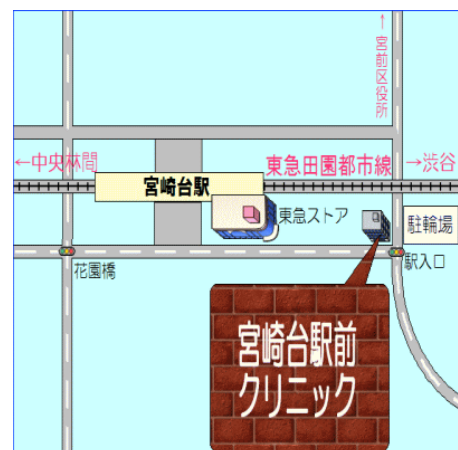 ↑宮前区役所
←中央林間
東急田園都市線
→渋谷
宮崎台駅
東急ストア
駐輪場
花園橋
駅入口
宮崎台駅前
クリニック